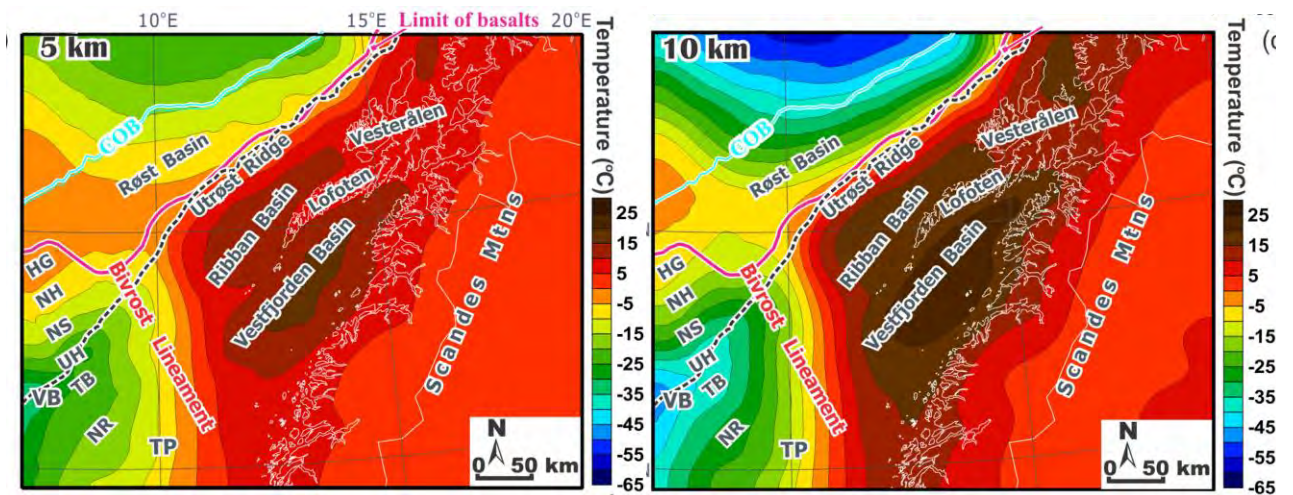 10°E
15°E
20°E
Limit of basalts
5 km
COB
Røst Basin
Utrøst Ridge
Vesterålen
Lofoten
Ribban Basin
Vestfjorden Basin
HG
NH
NS
UH
VB
TB
NR
TP
Bivrost Lineament
Scandes Mtns
N
0 50 km
Temperature (°C)
25
15
5
-5
-15
-25
-35
-45
-55
-65
10 km
COB
Røst Basin
Utrøst Ridge
Vesterålen
Lofoten
Ribban Basin
Vestfjorden Basin
HG
NH
NS
UH
VB
TB
NR
TP
Bivrost Lineament
Scandes Mtns
N
0 50 km
Temperature (°C)
25
15
5
-5
-15
-25
-35
-45
-55
-65